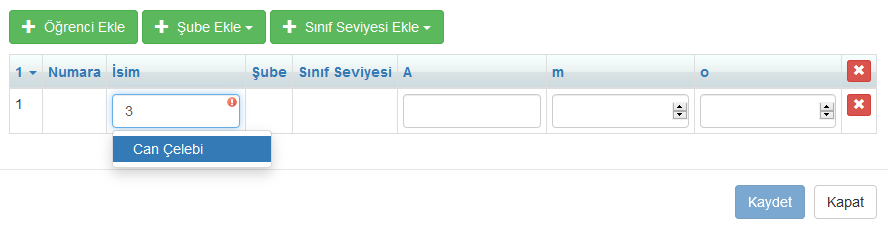 Öğrenci Ekle Şube Ekle Sınıf Seviyesi Ekle
1 Numara İsim Şube Sınıf Seviyesi A m o
1 3
Can Çelebi
Kaydet Kapat